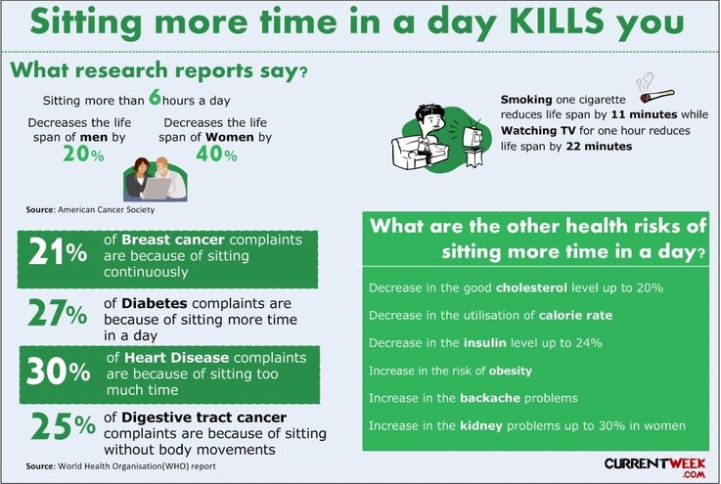 Sitting more time in a day KILLS you
What research reports say?
Sitting more than 6 hours a day
Decreases the life
span of men by
20%
Decreases the life
span of Women by
40%
Source: American Cancer Society
Smoking one cigarette
reduces life span by 11 minutes while
Watching TV for one hour reduces
life span by 22 minutes
21%
of Breast cancer complaints
are because of sitting
continuously
27%
of Diabetes complaints are
because of sitting more time
in a day
30%
of Heart Disease complaints
are because of sitting too
much time
25%
of Digestive tract cancer
complaints are because of sitting
without body movements
Source: World Health Organisation(WHO) report
What are the other health risks of
sitting more time in a day?
Decrease in the good cholesterol level up to 20%
Decrease in the utilisation of calorie rate
Decrease in the insulin level up to 24%
Increase in the risk of obesity
Increase in the backache problems
Increase in the kidney problems up to 30% in women
CURRENTWEEK
.COM